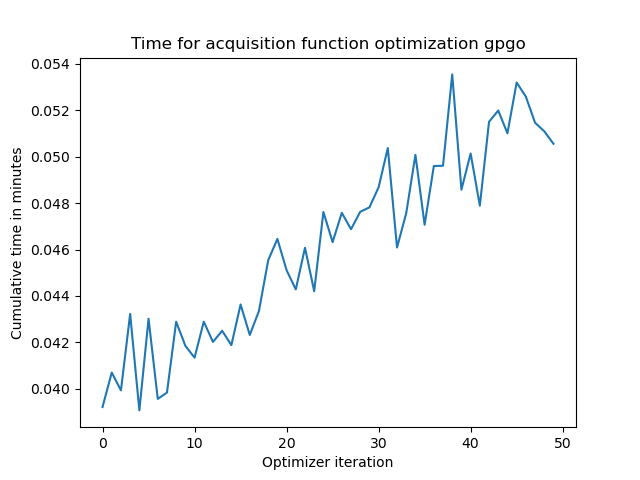 Time for acquisition function optimization gpgo
0.054
0.052
0.050
0.048
0.046
0.044
0.042
0.040
Cumulative time in minutes
0 10 20 30 40 50
Optimizer iteration